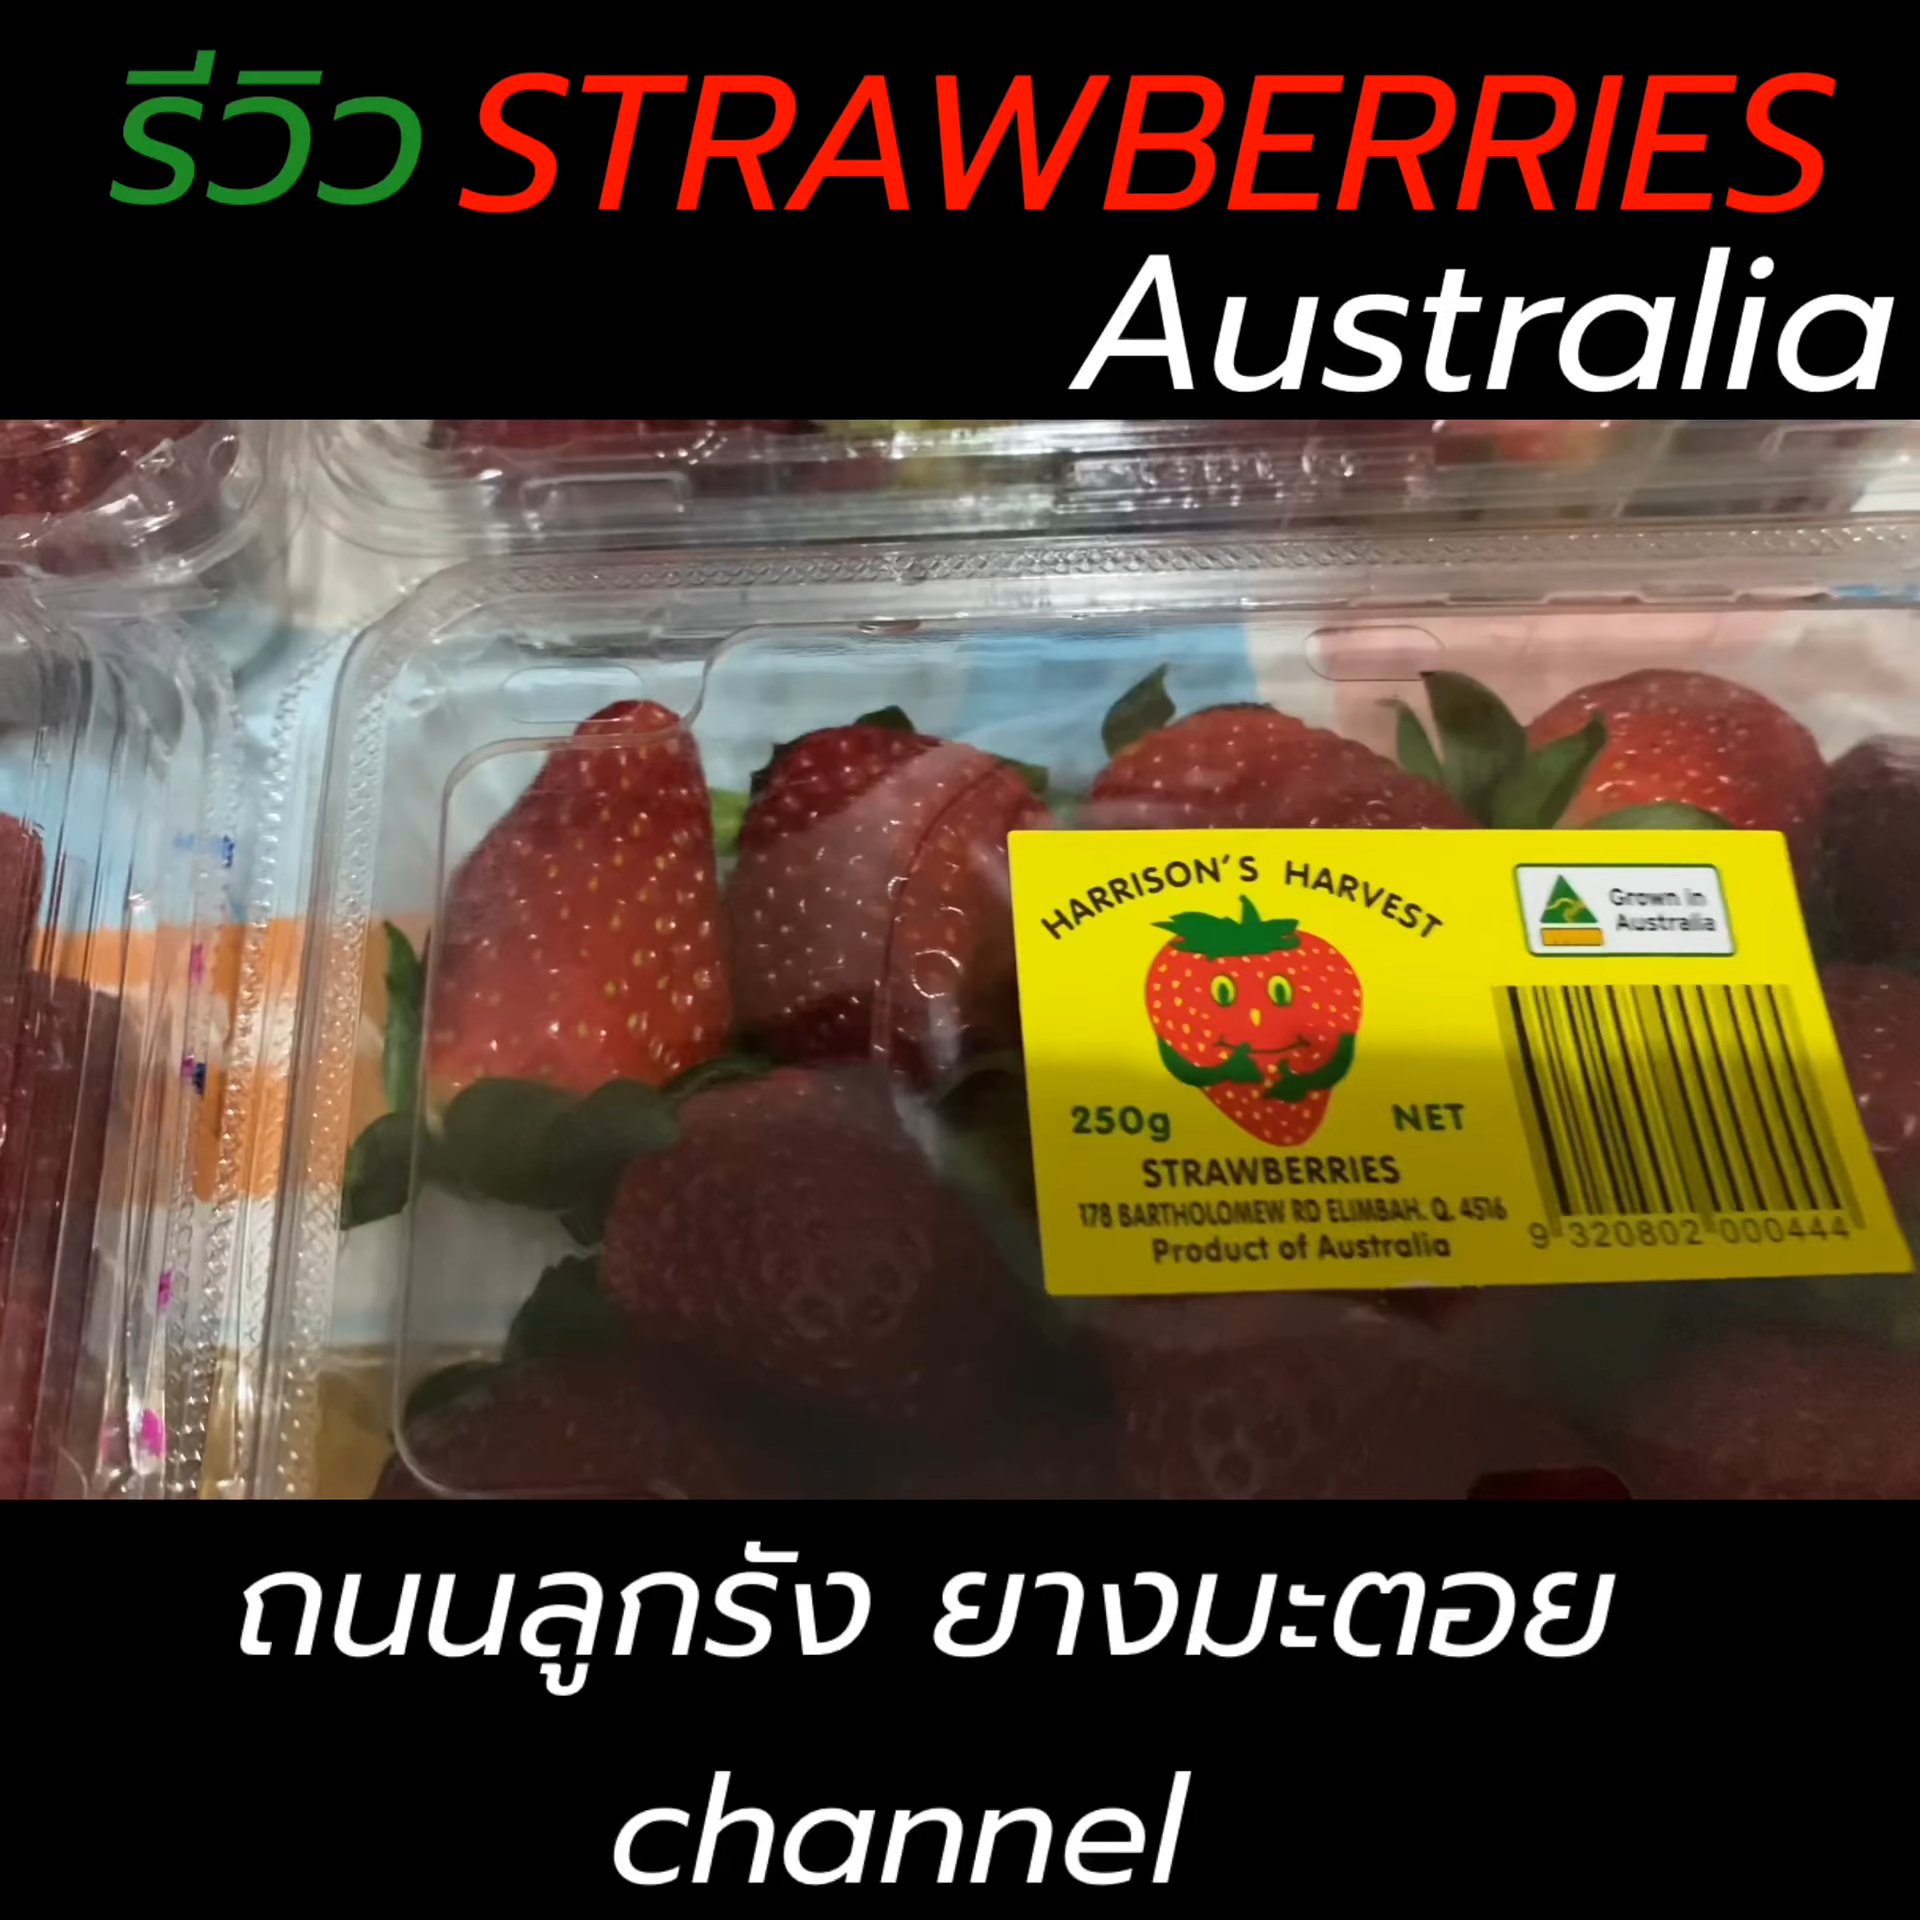 รีวิว STRAWBERRIES
Australia
HARRISON'S HARVEST
Grown in
Australia
250g NET
STRAWBERRIES
178 BARTHOLOMEW RD ELIMBAH. Q. 4516
Product of Australia
9 320802 000444
ถนนลูกรัง ยางมะตอย
channel